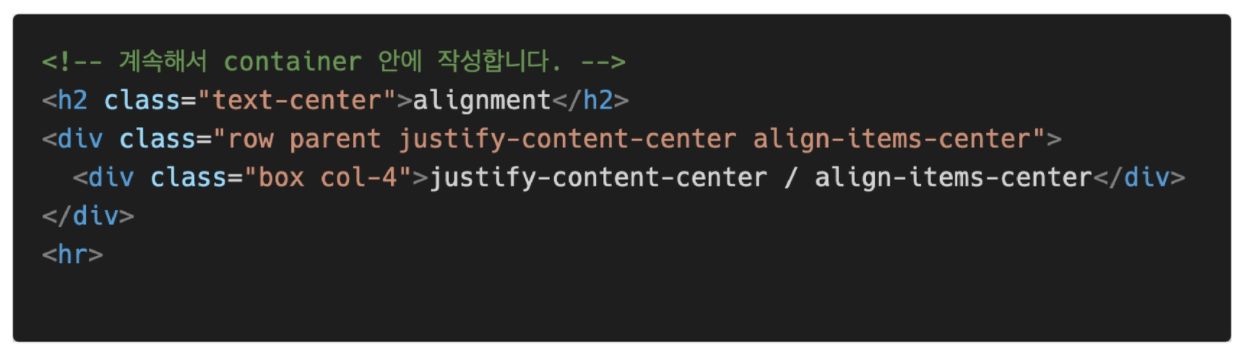 <!-- 계속해서 container 안에 작성합니다. -->
<h2 class="text-center">alignment</h2>
<div class="row parent justify-content-center align-items-center">
  <div class="box col-4">justify-content-center / align-items-center</div>
</div>
<hr>